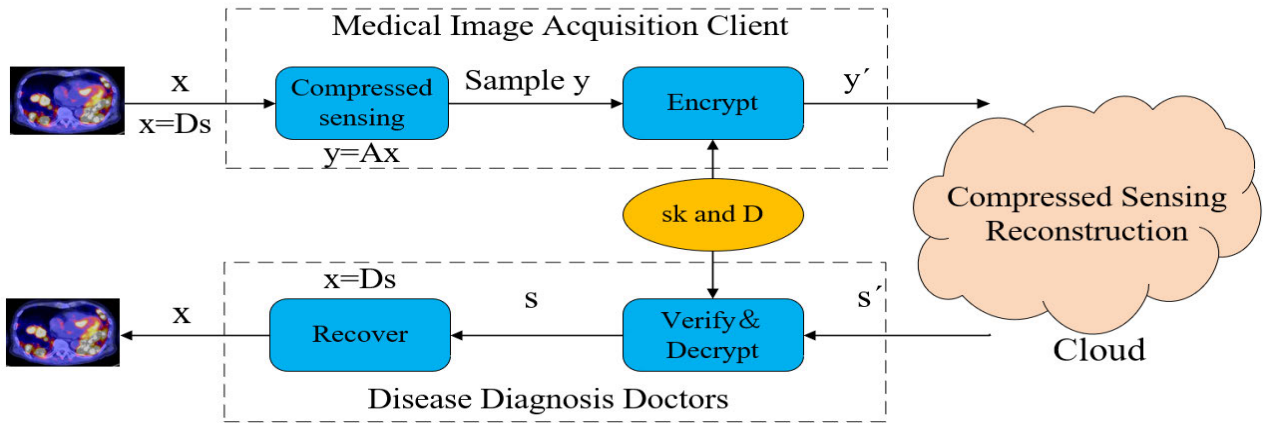 Medical Image Acquisition Client
x
x=Ds
Compressed
sensing
y=Ax
Sample y
Encrypt
y´
sk and D
Compressed Sensing
Reconstruction
Cloud
x
x=Ds
Recover
s
Verify&
Decrypt
s´
Disease Diagnosis Doctors